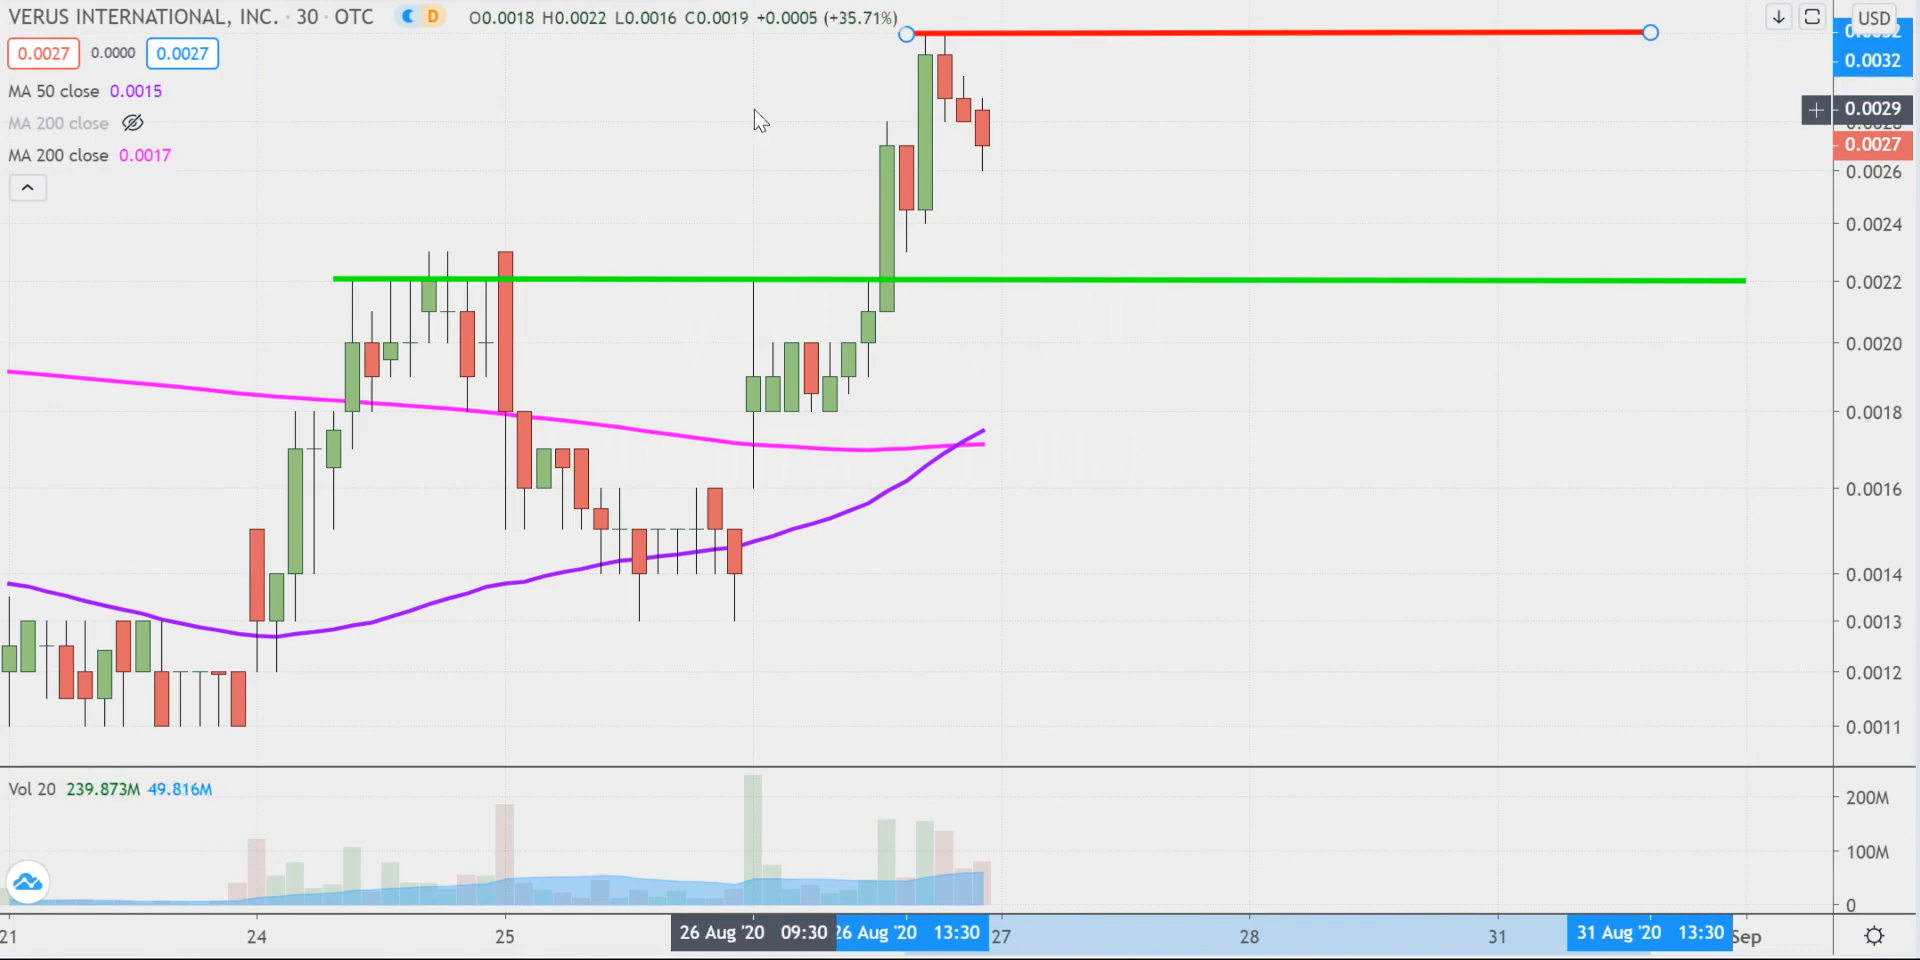 VERUS INTERNATIONAL, INC. · 30 · OTC D O0.0018 H0.0022 L0.0016 C0.0019 +0.0005 (+35.71%)
USD
0.0027 0.0000 0.0027
0.0032
MA 50 close 0.0015
0.0029
MA 200 close
0.0027
MA 200 close 0.0017
0.0026
0.0024
0.0022
0.0020
0.0018
0.0016
0.0014
0.0013
0.0012
0.0011
Vol 20 239.873M 49.816M
200M
100M
0
21 24 25 26 Aug '20 09:30 26 Aug '20 13:30 27 28 31 31 Aug '20 13:30 Sep